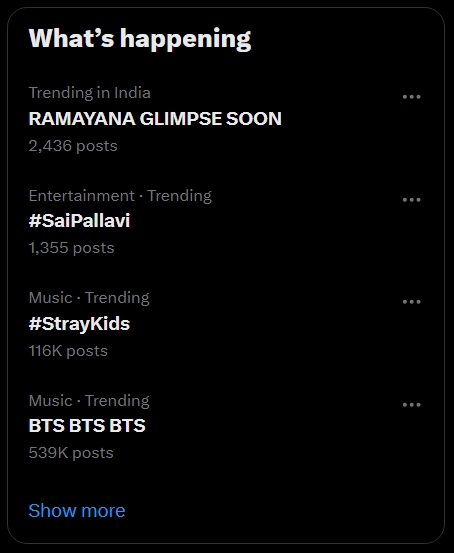 What’s happening
Trending in India
RAMAYANA GLIMPSE SOON
2,436 posts
Entertainment · Trending
#SaiPallavi
1,355 posts
Music · Trending
#StrayKids
116K posts
Music · Trending
BTS BTS BTS
539K posts
Show more